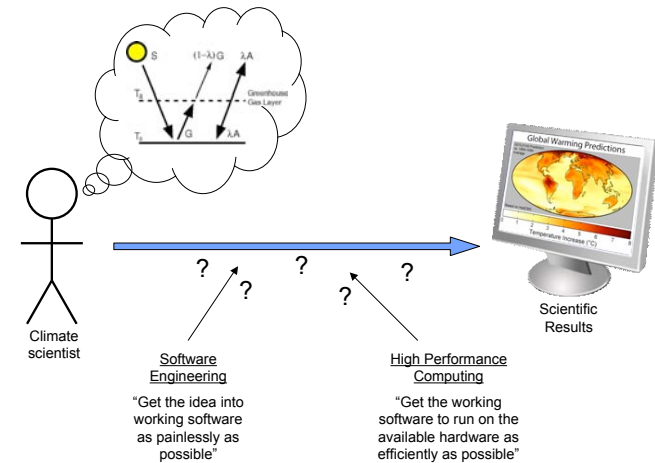 S (1-λ)G λA
Greenhouse
Gas Layer
G λA
Global Warming Predictions
Temperature Increase (°C)
? ? ?
? ?
Climate
scientist
Scientific
Results
Software
Engineering
"Get the idea into
working software
as painlessly as
possible"
High Performance
Computing
"Get the working
software to run on the
available hardware as
efficiently as possible"